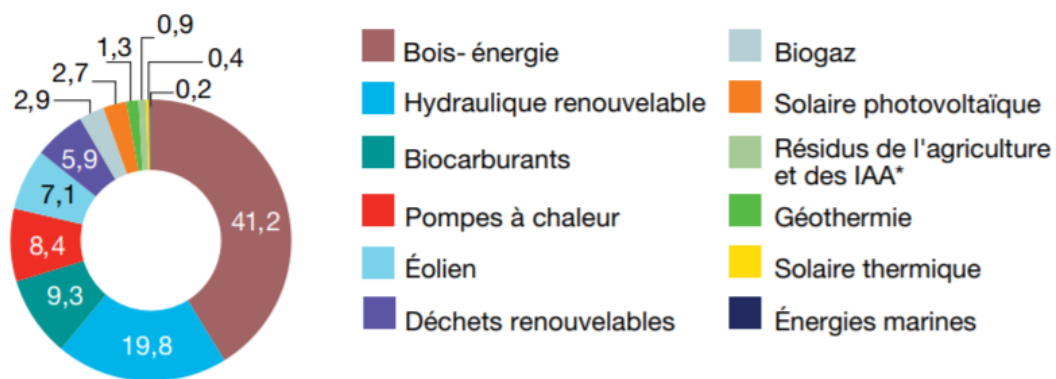 0,9
1,3
0,4
2,7
0,2
2,9
5,9
7,1
41,2
8,4
9,3
19,8
Bois- énergie
Hydraulique renouvelable
Biocarburants
Pompes à chaleur
Éolien
Déchets renouvelables
Biogaz
Solaire photovoltaïque
Résidus de l'agriculture
et des IAA*
Géothermie
Solaire thermique
Énergies marines